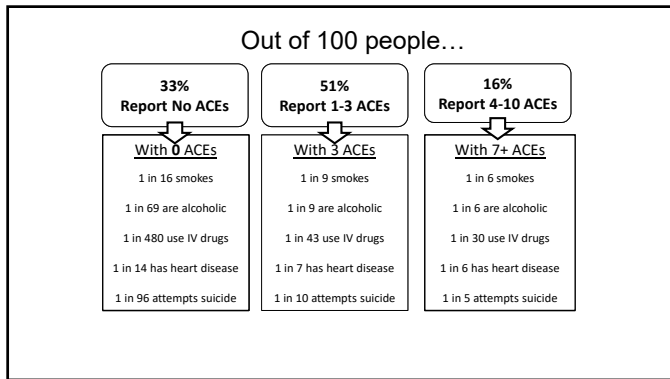 Out of 100 people…
33%
Report No ACEs
With 0 ACEs
1 in 16 smokes
1 in 69 are alcoholic
1 in 480 use IV drugs
1 in 14 has heart disease
1 in 96 attempts suicide
51%
Report 1-3 ACEs
With 3 ACEs
1 in 9 smokes
1 in 9 are alcoholic
1 in 43 use IV drugs
1 in 7 has heart disease
1 in 10 attempts suicide
16%
Report 4-10 ACEs
With 7+ ACEs
1 in 6 smokes
1 in 6 are alcoholic
1 in 30 use IV drugs
1 in 6 has heart disease
1 in 5 attempts suicide